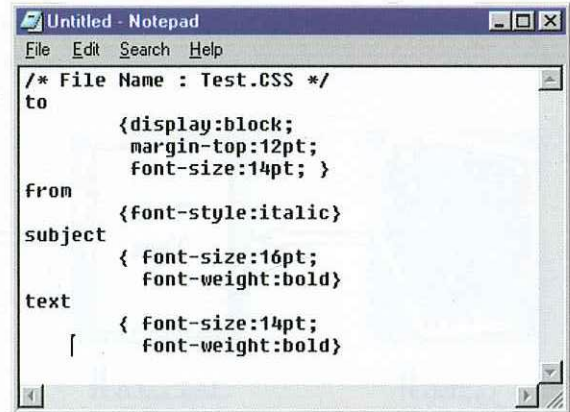 Untitled - Notepad
File Edit Search Help
/* File Name : Test.CSS */
to
{display:block;
margin-top:12pt;
font-size:14pt; }
from
{font-style:italic}
subject
{ font-size:16pt;
font-weight:bold}
text
{ font-size:14pt;
font-weight:bold}